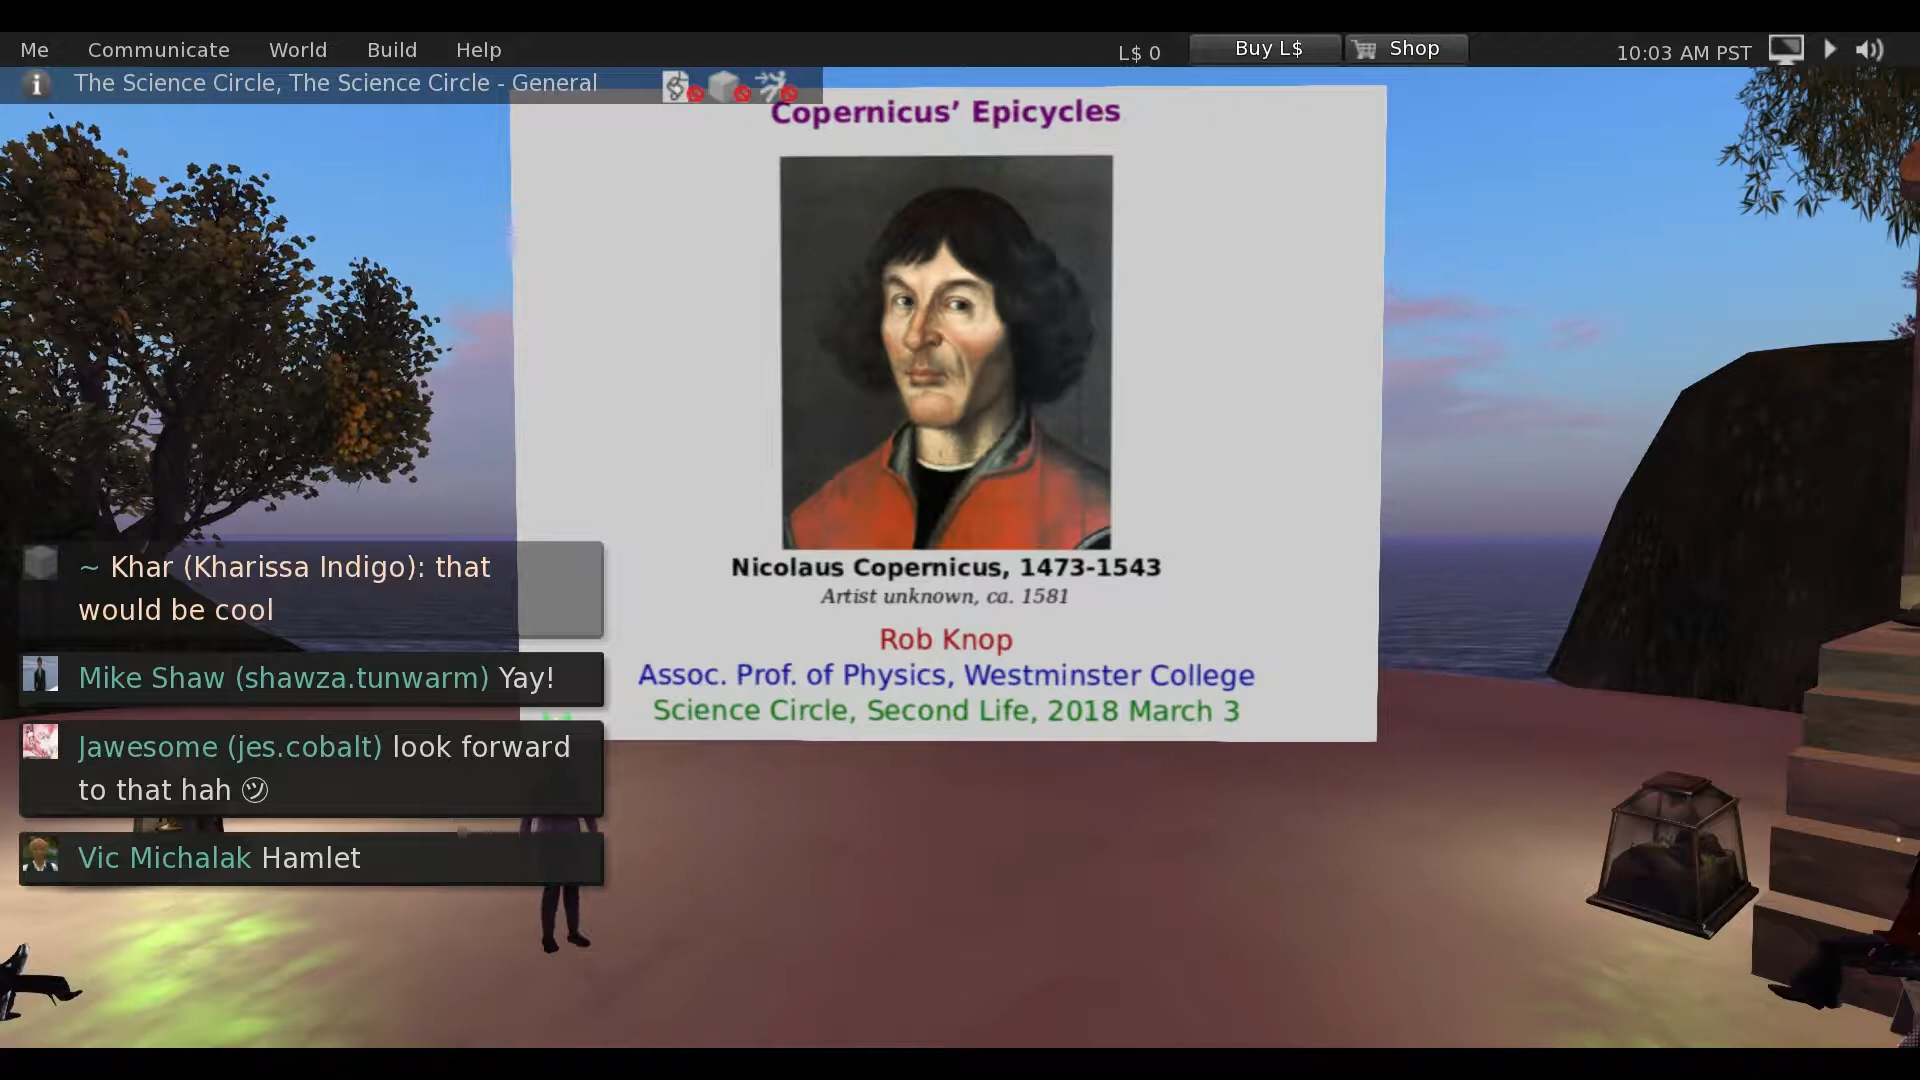 Me Communicate World Build Help L$ 0 Buy L$ Shop 10:03 AM PST
The Science Circle, The Science Circle - General
Copernicus’ Epicycles
Nicolaus Copernicus, 1473-1543
Artist unknown, ca. 1581
Rob Knop
Assoc. Prof. of Physics, Westminster College
Science Circle, Second Life, 2018 March 3
~ Khar (Kharissa Indigo): that
would be cool
Mike Shaw (shawza.tunwarm) Yay!
Jawesome (jes.cobalt) look forward
to that hah ツ
Vic Michalak Hamlet